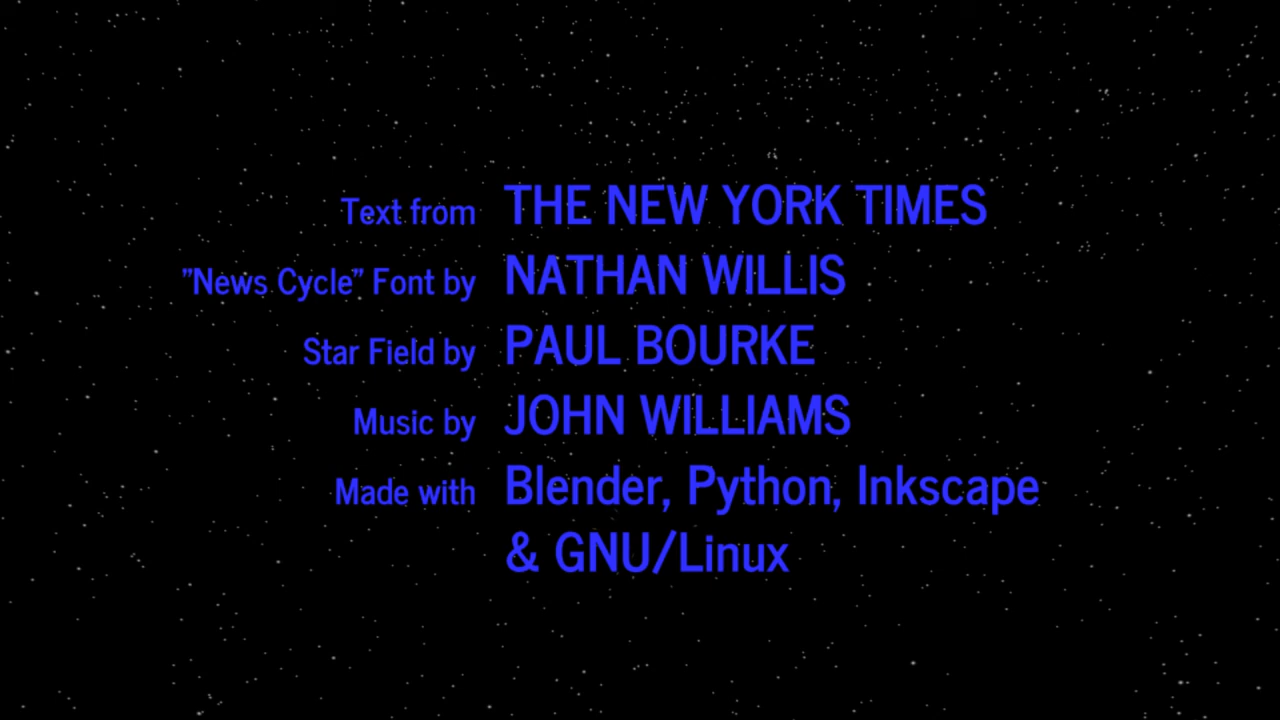 Text from THE NEW YORK TIMES
"News Cycle" Font by NATHAN WILLIS
Star Field by PAUL BOURKE
Music by JOHN WILLIAMS
Made with Blender, Python, Inkscape
& GNU/Linux